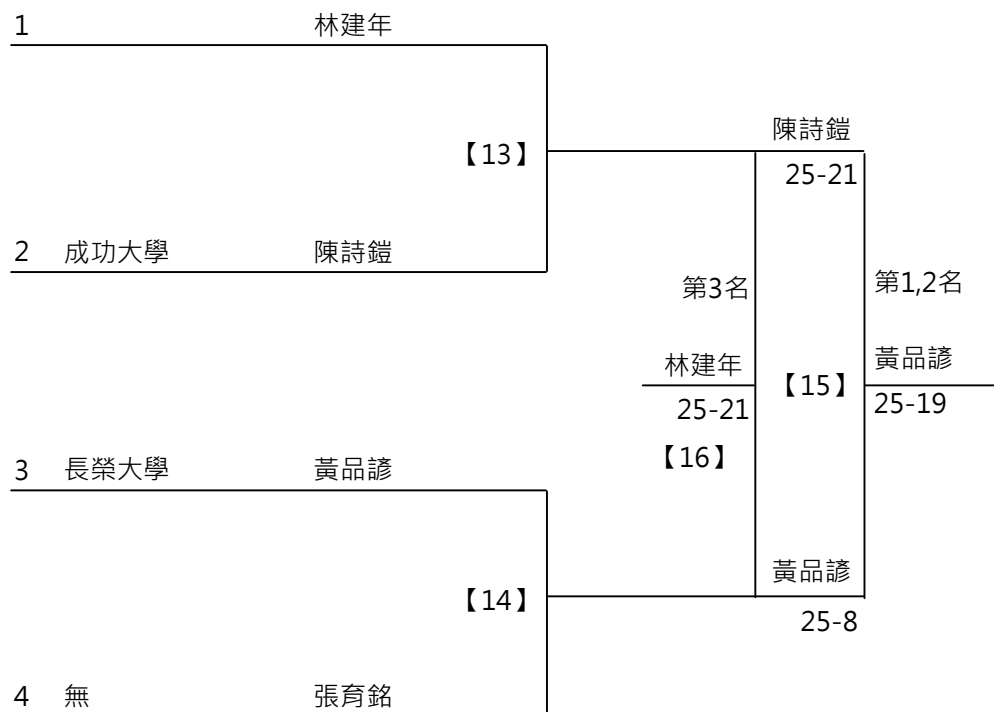 1 林建年
陳詩鎧
【13】
25-21
2 成功大學 陳詩鎧
第3名
第1,2名
林建年
黃品諺
【15】
25-21
25-19
【16】
3 長榮大學 黃品諺
黃品諺
【14】
25-8
4 無 張育銘